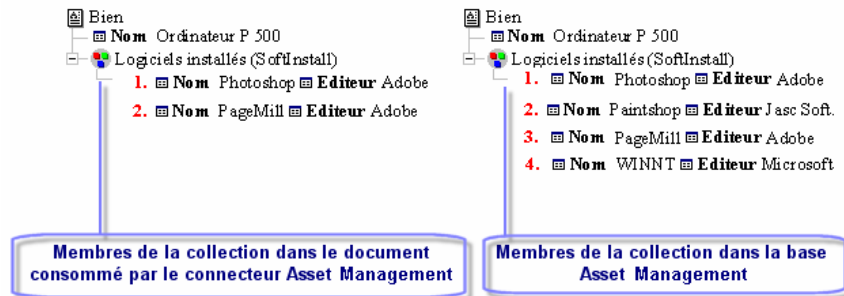 Bien
Nom Ordinateur P 500
Logiciels installés (SoftInstall)
1. Nom Photoshop Editeur Adobe
2. Nom PageMill Editeur Adobe
Membres de la collection dans le document
consommé par le connecteur Asset Management
Bien
Nom Ordinateur P 500
Logiciels installés (SoftInstall)
1. Nom Photoshop Editeur Adobe
2. Nom Paintshop Editeur Jasc Soft.
3. Nom PageMill Editeur Adobe
4. Nom WINNT Editeur Microsoft
Membres de la collection dans la base
Asset Management